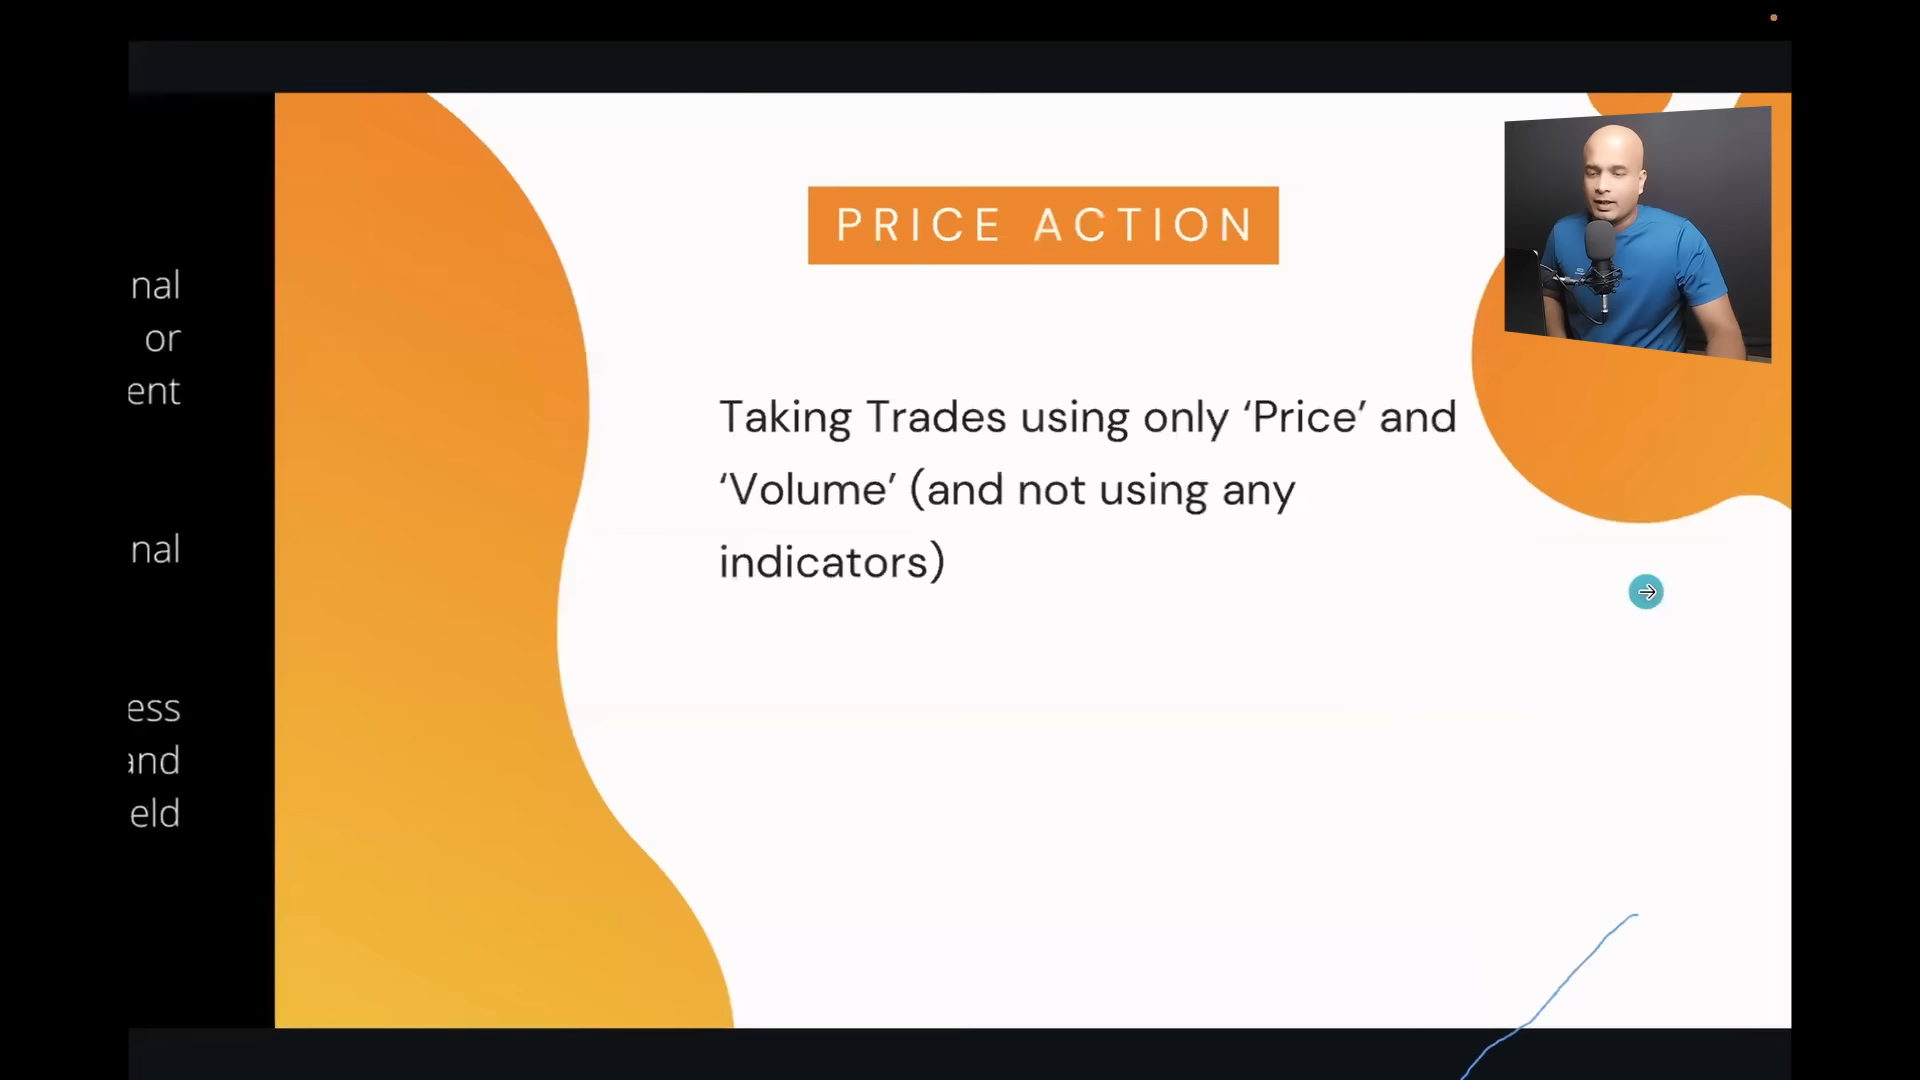 nal
or
ent
nal
ess
and
eld
PRICE ACTION
Taking Trades using only ‘Price’ and
‘Volume’ (and not using any
indicators)